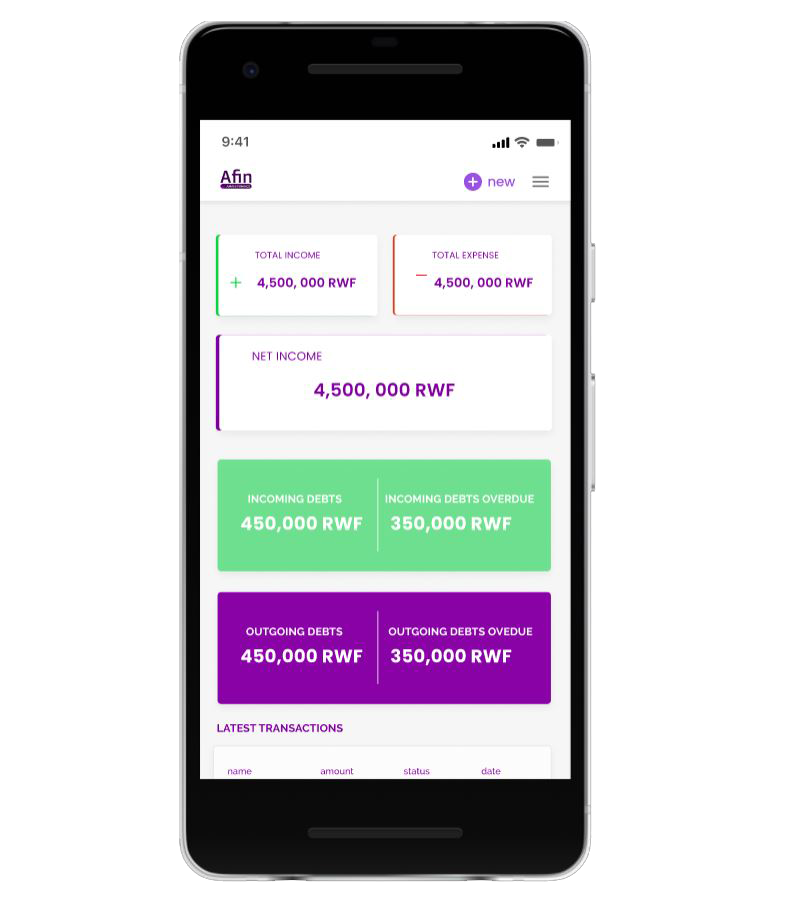 9:41
Afin
new
TOTAL INCOME
+ 4,500, 000 RWF
TOTAL EXPENSE
— 4,500, 000 RWF
NET INCOME
4,500, 000 RWF
INCOMING DEBTS
450,000 RWF
INCOMING DEBTS OVERDUE
350,000 RWF
OUTGOING DEBTS
450,000 RWF
OUTGOING DEBTS OVEDUE
350,000 RWF
LATEST TRANSACTIONS
name amount status date